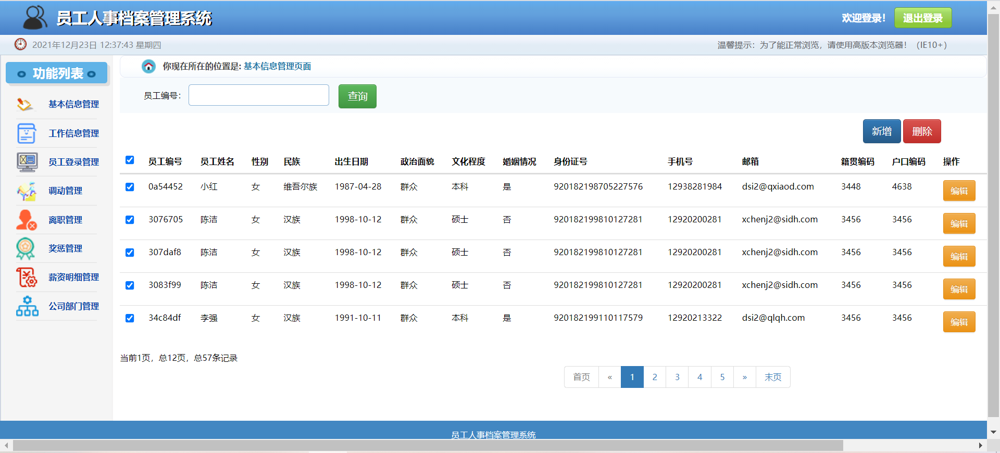 员工人事档案管理系统
欢迎登录!
退出登录
2021年12月23日 12:37:43 星期四
温馨提示：为了能正常浏览，请使用高版本浏览器！（IE10+）
功能列表
基本信息管理
工作信息管理
员工登录管理
调动管理
离职管理
奖惩管理
薪资明细管理
公司部门管理
你现在所在的位置是: 基本信息管理页面
员工编号：
查询
新增 删除
员工编号 员工姓名 性别 民族 出生日期 政治面貌 文化程度 婚姻情况 身份证号 手机号 邮箱 籍贯编码 户口编码 操作
0a54452 小红 女 维吾尔族 1987-04-28 群众 本科 是 920182198705227576 12938281984 dsi2@qxiaod.com 3448 4638 编辑
3076705 陈洁 女 汉族 1998-10-12 群众 硕士 否 920182199810127281 12920200281 xchenj2@sidh.com 3456 3456 编辑
307daf8 陈洁 女 汉族 1998-10-12 群众 硕士 否 920182199810127281 12920200281 xchenj2@sidh.com 3456 3456 编辑
3083f99 陈洁 女 汉族 1998-10-12 群众 硕士 否 920182199810127281 12920200281 xchenj2@sidh.com 3456 3456 编辑
34c84df 李强 女 汉族 1991-10-11 群众 本科 是 920182199110117579 12920213322 dsi2@qlqh.com 3456 3456 编辑
当前1页，总12页，总57条记录
首页 « 1 2 3 4 5 » 末页
员工人事档案管理系统